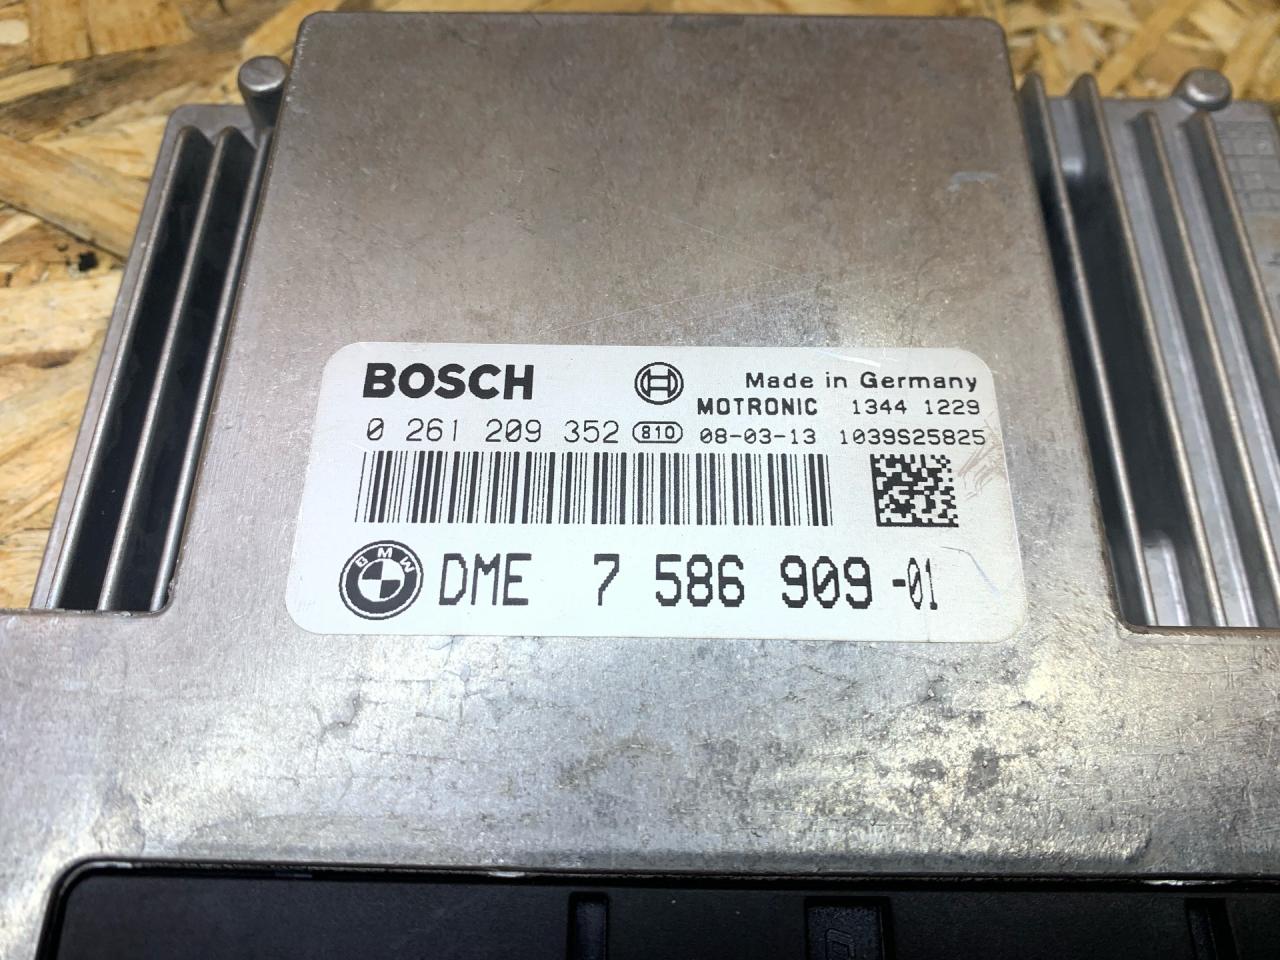 BOSCH
Made in Germany
MOTRONIC 1344 1229
0 261 209 352 810 08-03-13 1039S25825
BMW DME 7 586 909-01